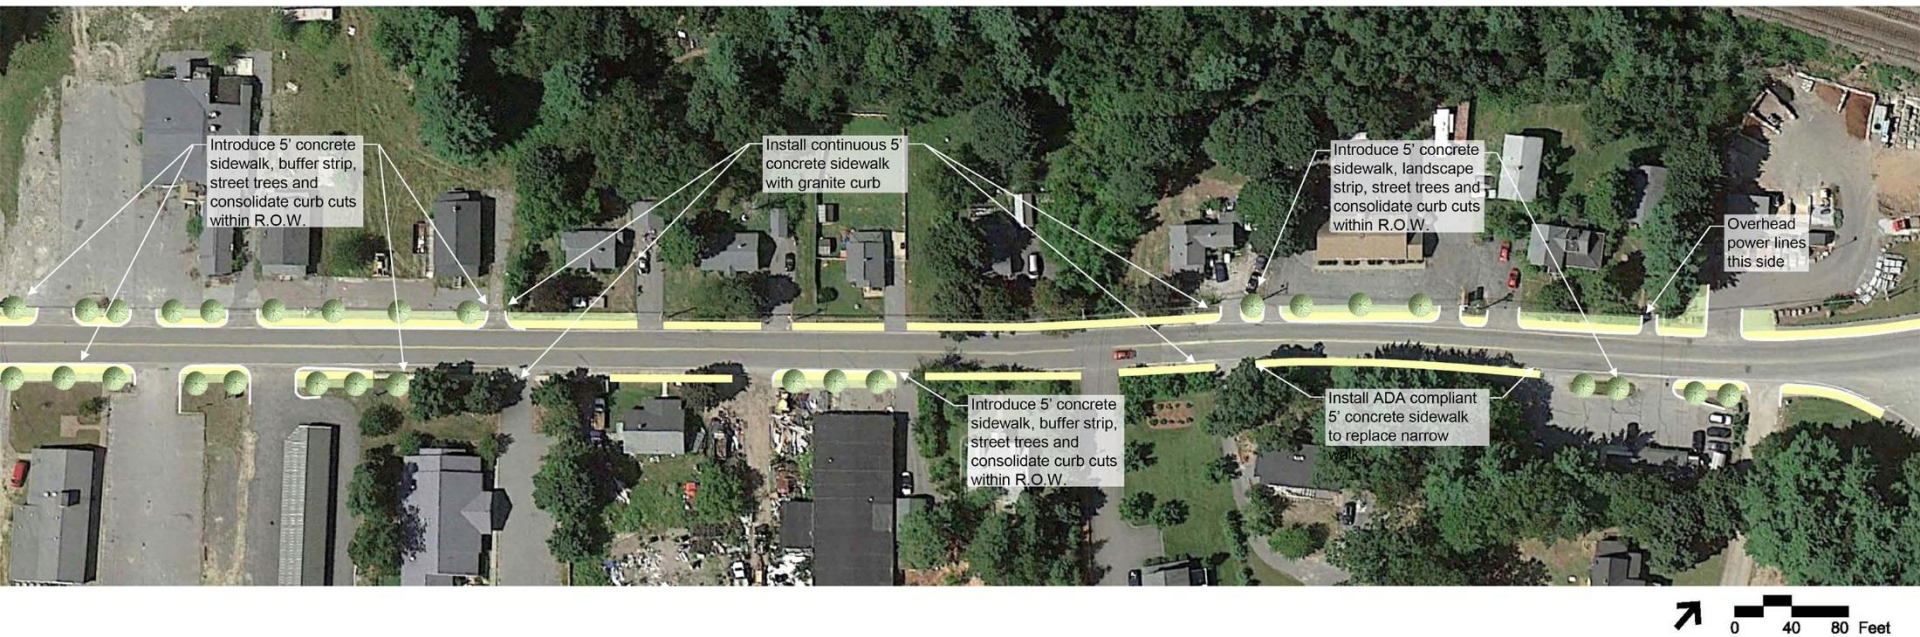 Introduce 5' concrete
sidewalk, buffer strip,
street trees and
consolidate curb cuts
within R.O.W.
Install continuous 5'
concrete sidewalk
with granite curb
Introduce 5' concrete
sidewalk, landscape
strip, street trees and
consolidate curb cuts
within R.O.W.
Overhead
power lines
this side
Introduce 5' concrete
sidewalk, buffer strip,
street trees and
consolidate curb cuts
within R.O.W.
Install ADA compliant
5' concrete sidewalk
to replace narrow
walk
0 40 80 Feet